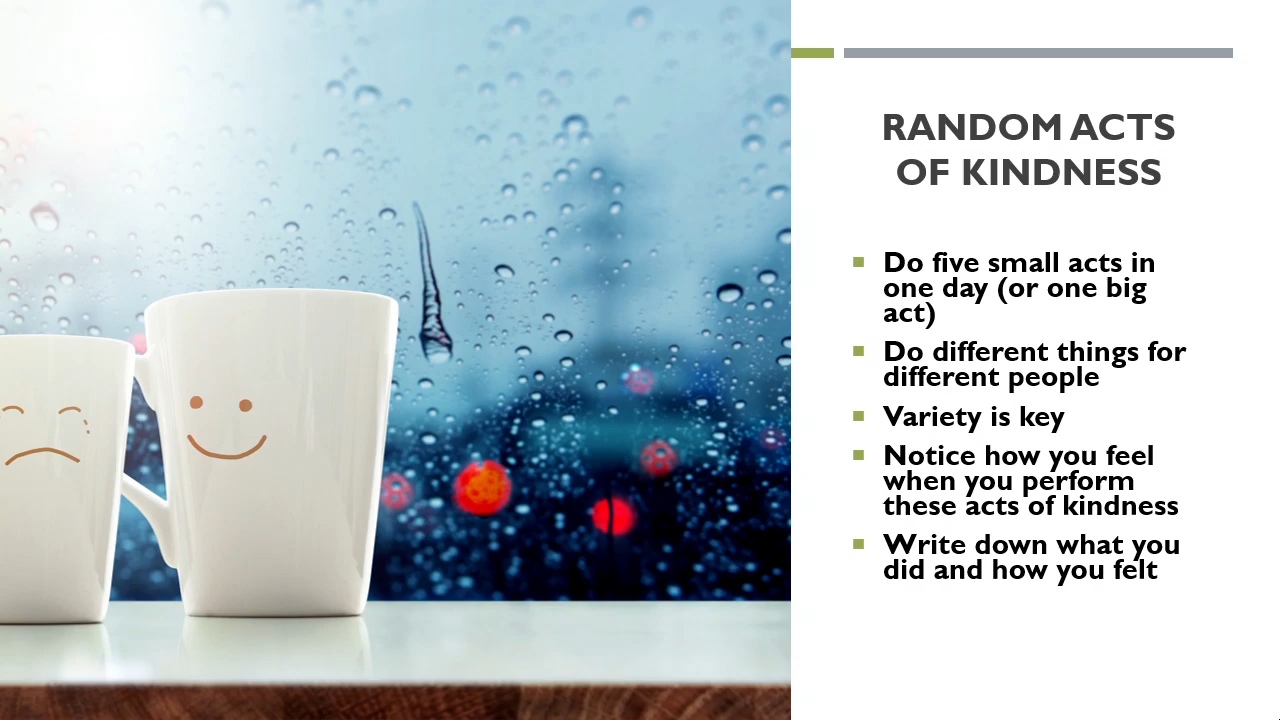 RANDOM ACTS
OF KINDNESS
Do five small acts in
one day (or one big
act)
Do different things for
different people
Variety is key
Notice how you feel
when you perform
these acts of kindness
Write down what you
did and how you felt